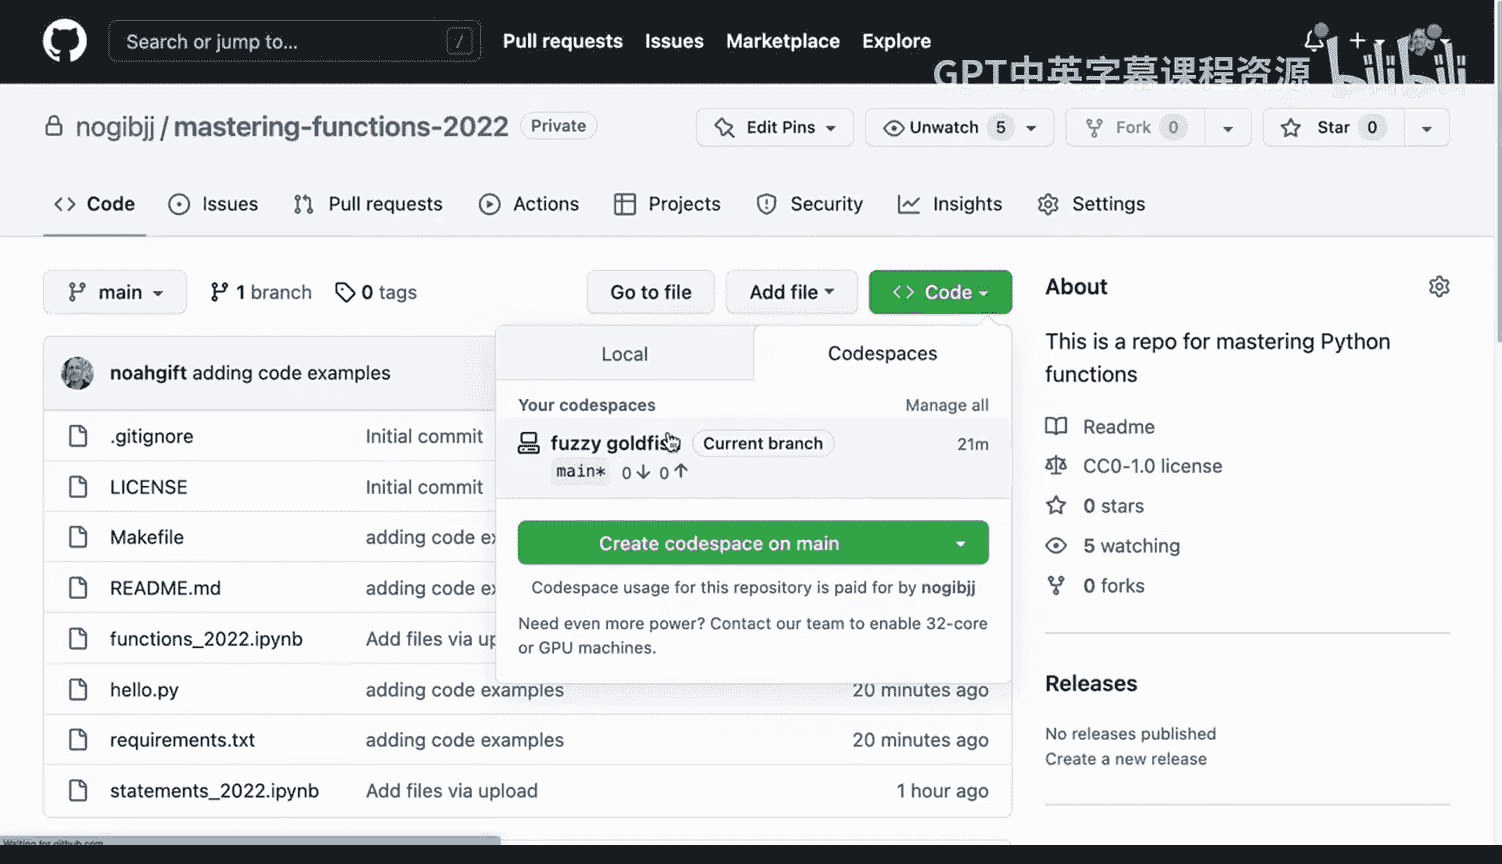 Search or jump to... / Pull requests Issues Marketplace Explore
GPT中英字幕课程资源 bilibili
nogibjj / mastering-functions-2022 Private Edit Pins Unwatch 5 Fork 0 Star 0
Code Issues Pull requests Actions Projects Security Insights Settings
main 1 branch 0 tags Go to file Add file Code
noahgift adding code examples
.gitignore Initial commit
LICENSE Initial commit
Makefile adding code ex
README.md adding code ex
functions_2022.ipynb Add files via up
hello.py adding code examples 20 minutes ago
requirements.txt adding code examples 20 minutes ago
statements_2022.ipynb Add files via upload 1 hour ago
Local Codespaces
Your codespaces Manage all
fuzzy goldfis Current branch 21m
main* 0 ↓ 0 ↑
Create codespace on main
Codespace usage for this repository is paid for by nogibjj
Need even more power? Contact our team to enable 32-core
or GPU machines.
About
This is a repo for mastering Python
functions
Readme
CC0-1.0 license
0 stars
5 watching
0 forks
Releases
No releases published
Create a new release
Waiting for github.com